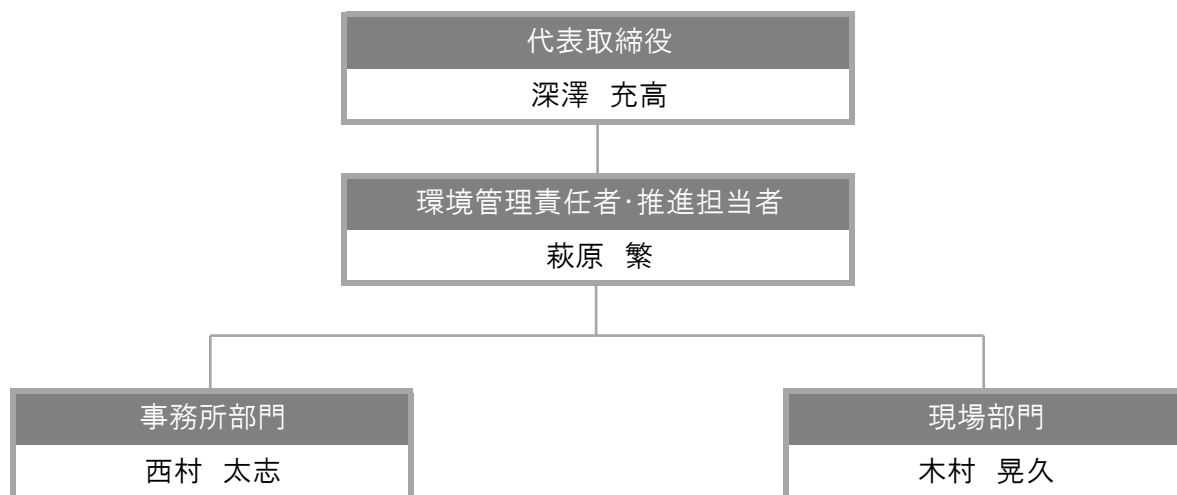 代表取締役
深澤　充高
環境管理責任者・推進担当者
萩原　繁
事務所部門
西村　太志
現場部門
木村　晃久